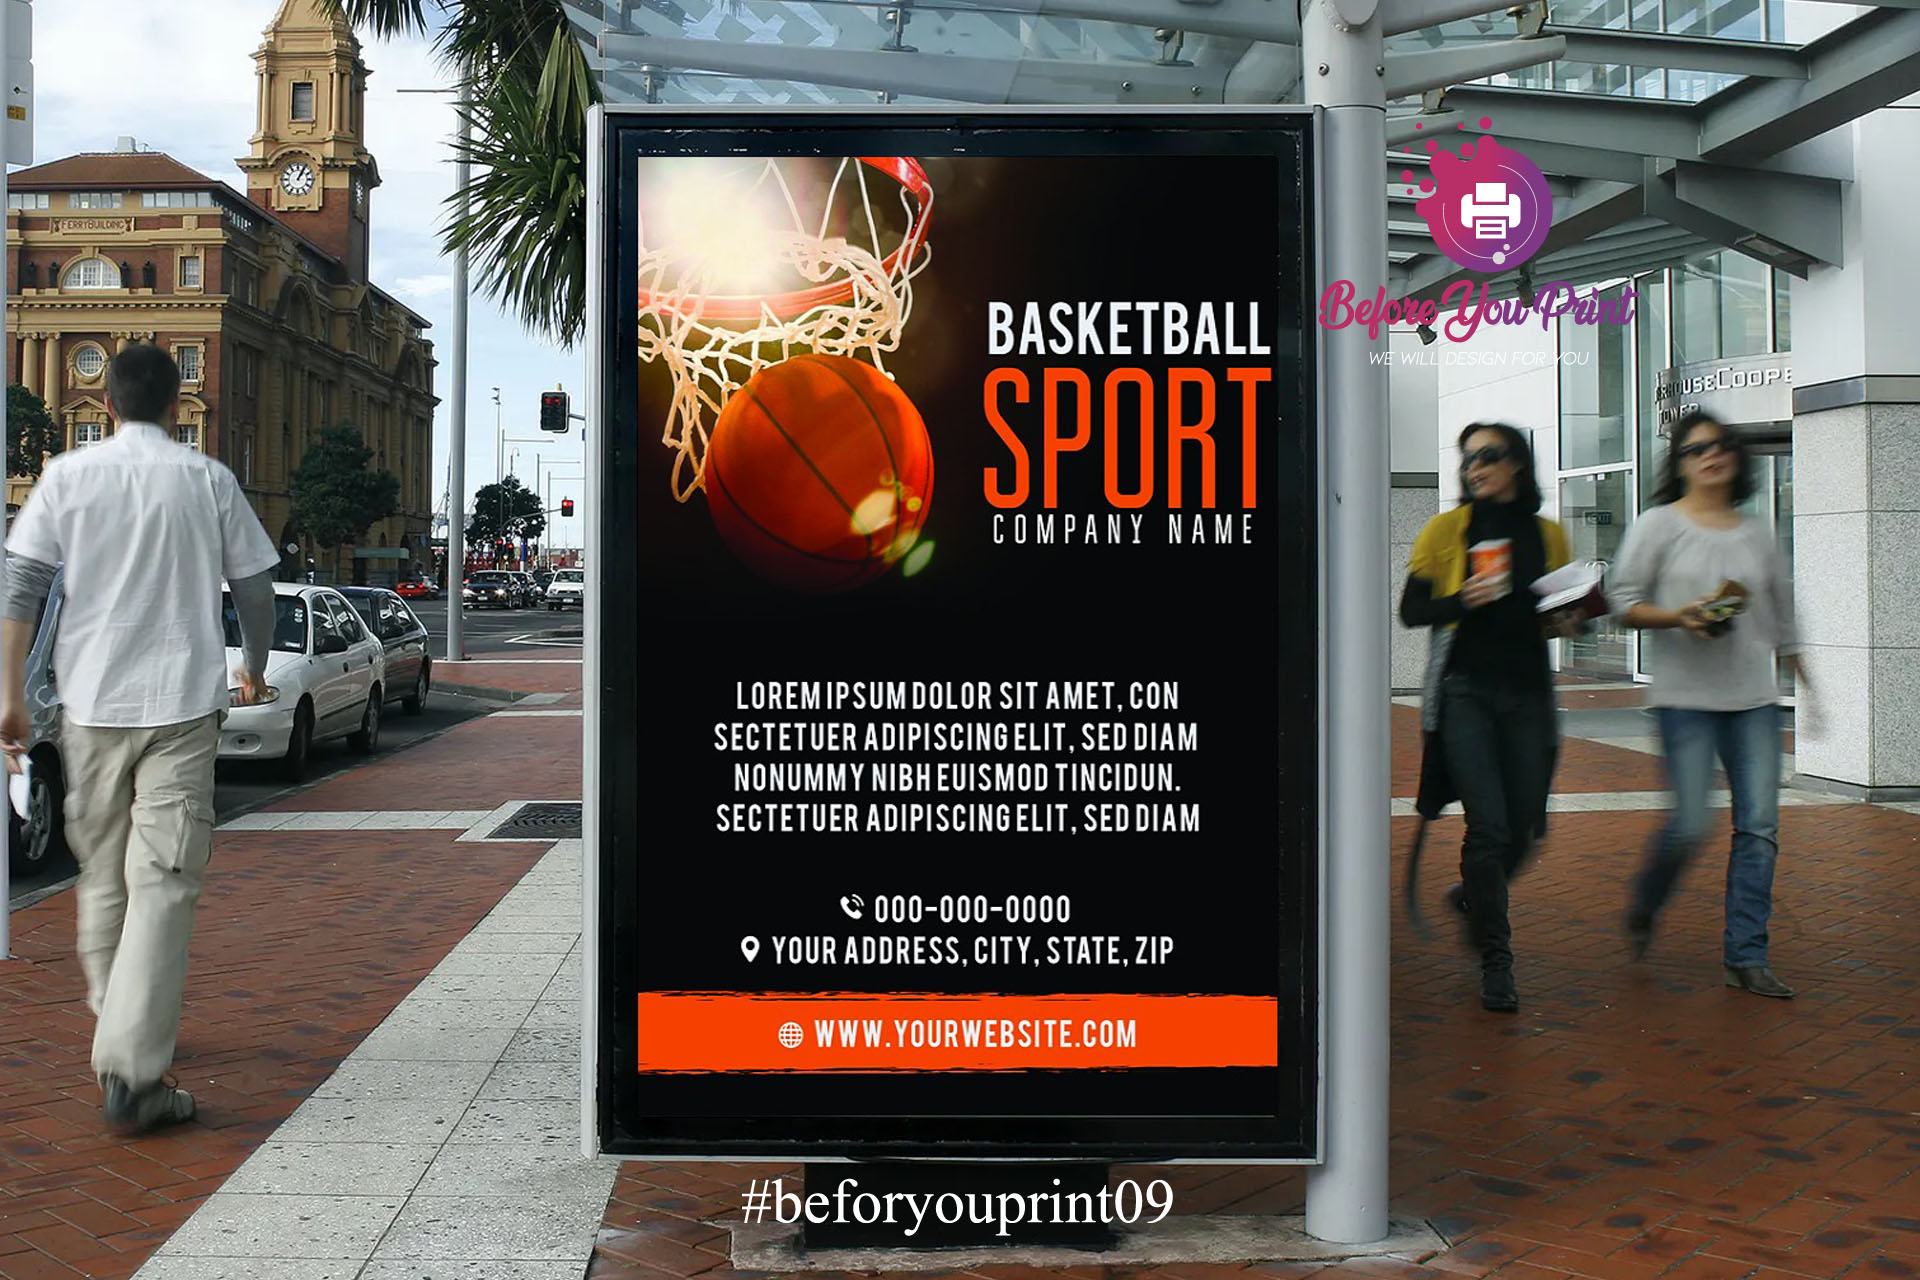 FERRYBUILDING
BASKETBALL
SPORT
COMPANY NAME
LOREM IPSUM DOLOR SIT AMET, CON
SECTETUER ADIPISCING ELIT, SED DIAM
NONUMMY NIBH EUISMOD TINCIDUN.
SECTETUER ADIPISCING ELIT, SED DIAM
000-000-0000
YOUR ADDRESS, CITY, STATE, ZIP
WWW.YOURWEBSITE.COM
#beforyouprint09
Before You Print
WE WILL DESIGN FOR YOU
TOWER
EXIT